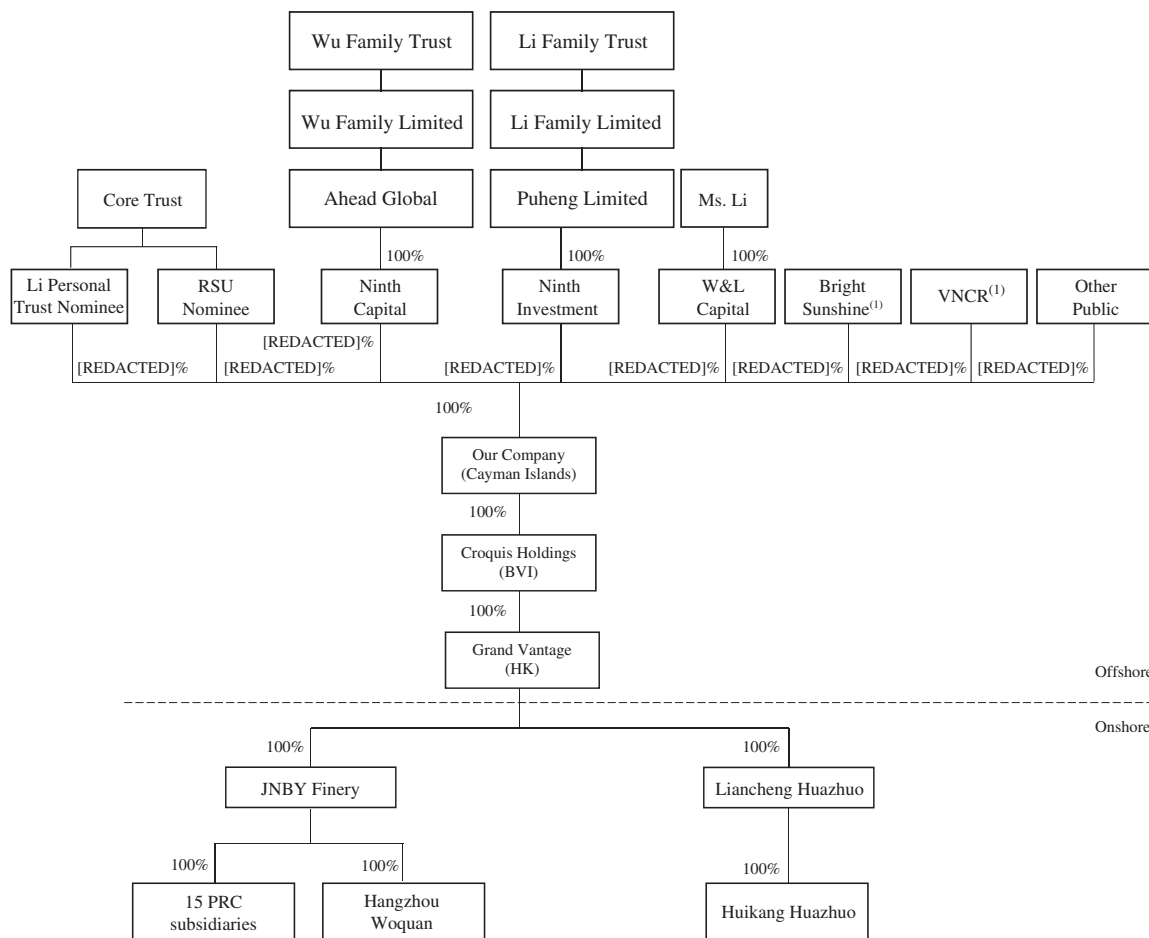 Wu Family Trust
Li Family Trust
Wu Family Limited
Li Family Limited
Core Trust
Ahead Global
Puheng Limited
Ms. Li
100%
100%
100%
Li Personal
Trust Nominee
RSU
Nominee
Ninth
Capital
Ninth
Investment
W&L
Capital
Bright
Sunshine(1)
VNCR(1)
Other
Public
[REDACTED]%
[REDACTED]%
[REDACTED]%
[REDACTED]%
[REDACTED]%
[REDACTED]%
[REDACTED]%
[REDACTED]%
100%
Our Company
(Cayman Islands)
100%
Croquis Holdings
(BVI)
100%
Grand Vantage
(HK)
Offshore
Onshore
100%
100%
JNBY Finery
Liancheng Huazhuo
100%
100%
100%
15 PRC
subsidiaries
Hangzhou
Woquan
Huikang Huazhuo